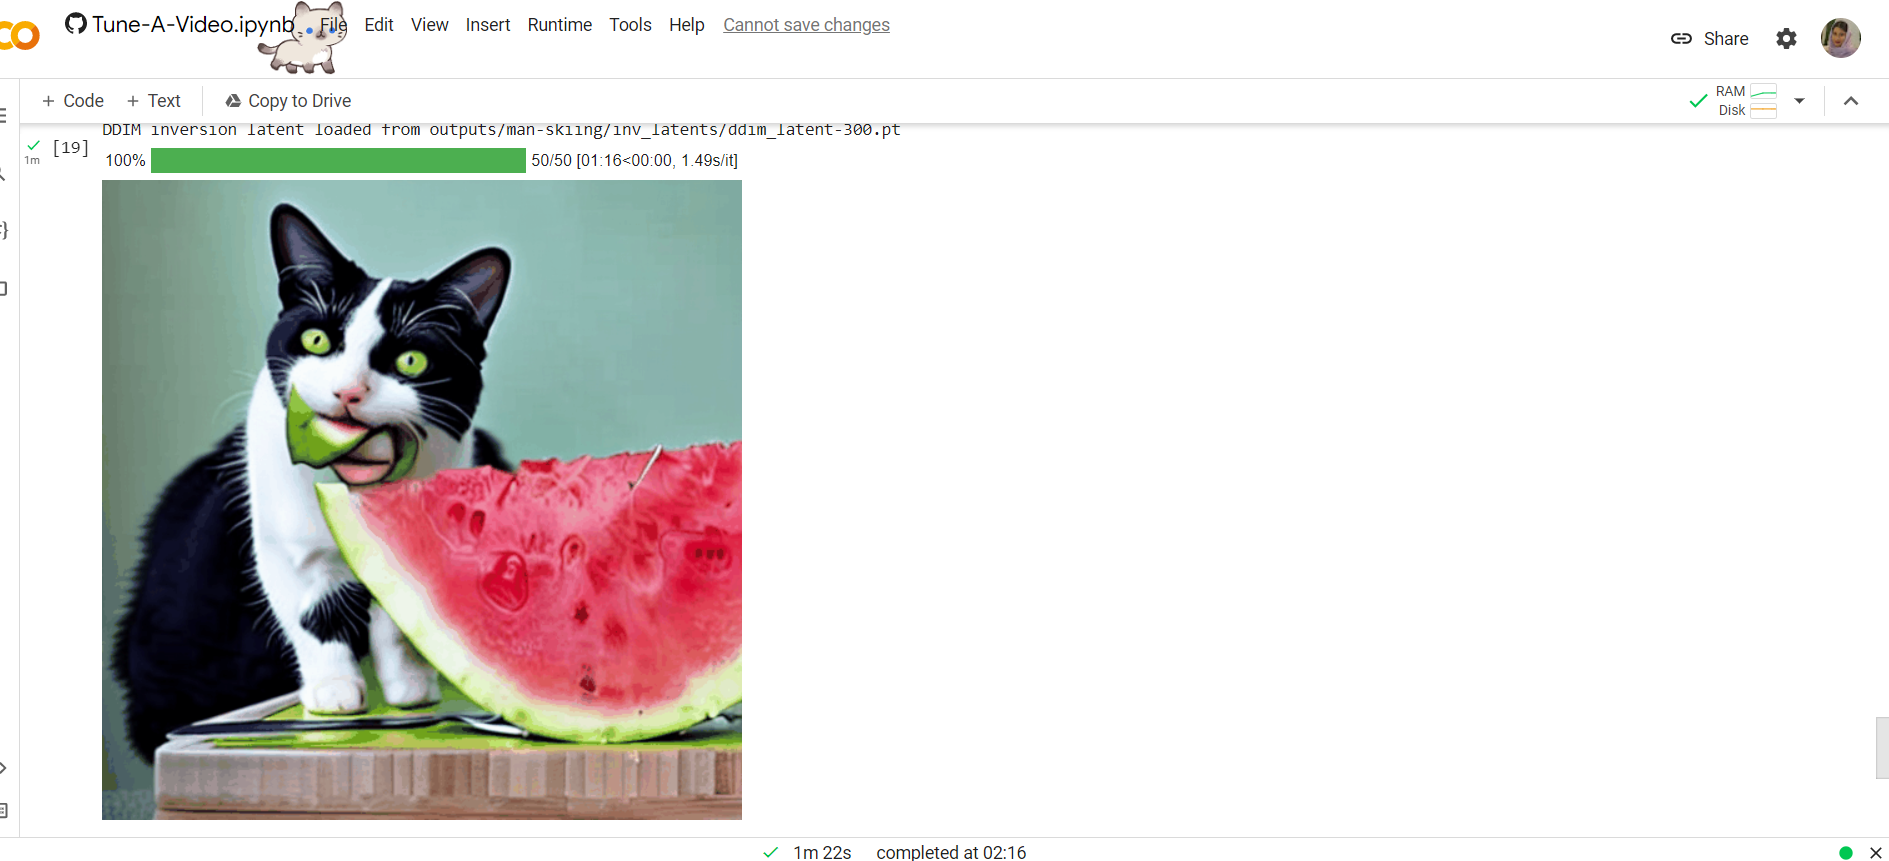 Tune-A-Video.ipynb
File Edit View Insert Runtime Tools Help Cannot save changes
Share
+ Code + Text Copy to Drive
RAM
Disk
DDIM inversion latent loaded from outputs/man-skiing/inv_latents/ddim_latent-300.pt
[19]
1m
100% 50/50 [01:16<00:00, 1.49s/it]
1m 22s completed at 02:16